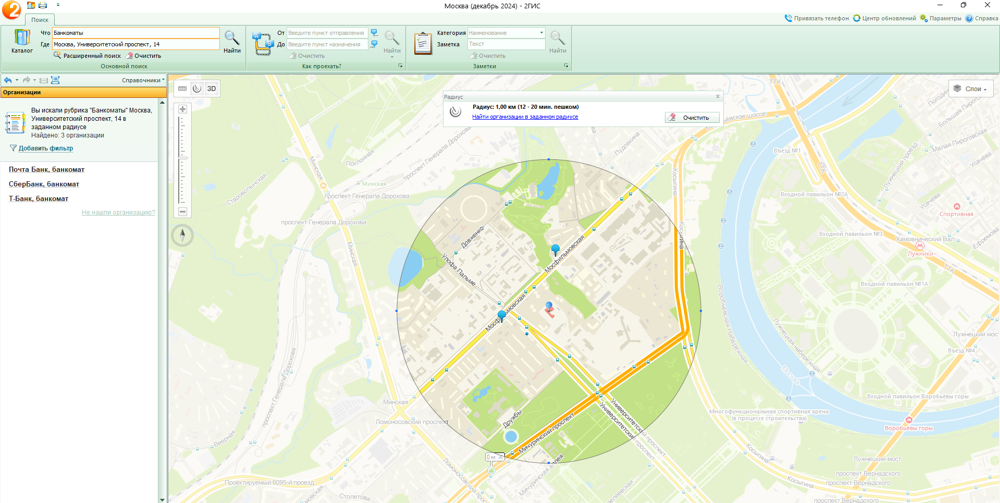 Москва (декабрь 2024) - 2ГИС
Поиск
Привязать телефон
Центр обновлений
Параметры
Справка
Каталог
Что
Банкоматы
Где
Москва, Университетский проспект, 14
Найти
Расширенный поиск
Очистить
Основной поиск
От
Введите пункт отправления
До
Введите пункт назначения
Найти
Очистить
Как проехать?
Категория
Наименование
Заметка
Текст
Найти
Очистить
Заметки
Справочники
Организации
Вы искали рубрика "Банкоматы" Москва,
Университетский проспект, 14 в
заданном радиусе
Найдено: 3 организации
Добавить фильтр
Почта Банк, банкомат
СберБанк, банкомат
Т-Банк, банкомат
Не нашли организацию?
3D
Радиус
x
Радиус: 1,00 км (12 - 20 мин. пешком)
Найти организации в заданном радиусе
Очистить
Слои
ТТК
Погодинская
Большая Пироговская
Малая Пироговская
Усачёва
Въезд №1
ТТК
Лужнецкий проезд
Пудовкина
проспект Генерала Дорохова
Поклонная
Минская
Минская
Старовольнская
проспект Генерала Дорохова
Косыгина
Входной павильон №2А
Усачёва
Спортивная
проспект Генерала Дорохова
Довженко
Косыгина
Входной павильон №3
Хамовнический Вал
Ефремова
Лужники
ТТК
Минская
Мосфильмовская
Улофа Пальме
Входной павильон №1А
Мосфильмовская
Мосфильмовская
Воробьёвская Набережная
Лужнецкая набережная
Лужнецкий мост
Въезд №4
Москва
проспект Генерала Дорохова
Входной павильон Воробьёвы горы
Минская
Ломоносовский проспект
Дружбы
Университетский проспект
Университетский проспект
Многофункциональная спортивная арена
(в процессе строительства)
Воробьёвы горы
Мичуринский проспект
Веерная
0 м
Мичуринская аллея
Косыгина
Лужнецкий мост
Ломоносовский проспект
проспект Вернадского
Проектируемый 6095-й проезд
Косыгина
проспект Вернадского
Столетова
проспект Вернадского